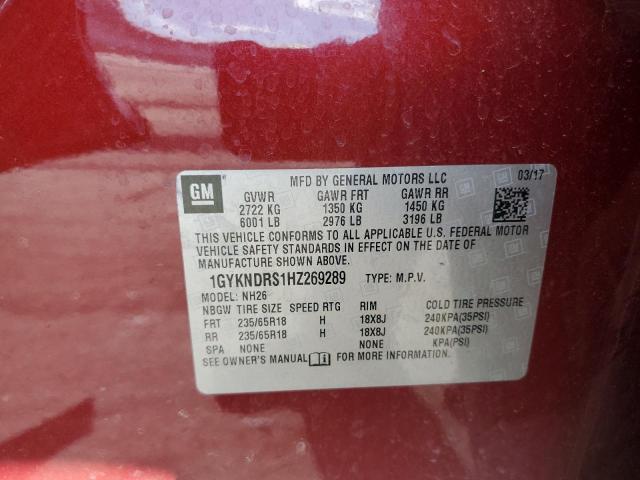 GM
MFD BY GENERAL MOTORS LLC 03/17
GVWR GAWR FRT GAWR RR
2722 KG 1350 KG 1450 KG
6001 LB 2976 LB 3196 LB
THIS VEHICLE CONFORMS TO ALL APPLICABLE U.S. FEDERAL MOTOR
VEHICLE SAFETY STANDARDS IN EFFECT ON THE DATE OF
MANUFACTURE SHOWN ABOVE.
1GYKNDRS1HZ269289 TYPE: M.P.V.
MODEL: NH26
NBGW TIRE SIZE SPEED RTG RIM COLD TIRE PRESSURE
FRT 235/65R18 H 18X8J 240KPA(35PSI)
RR 235/65R18 H 18X8J 240KPA(35PSI)
SPA NONE NONE KPA(PSI)
SEE OWNER'S MANUAL FOR MORE INFORMATION.